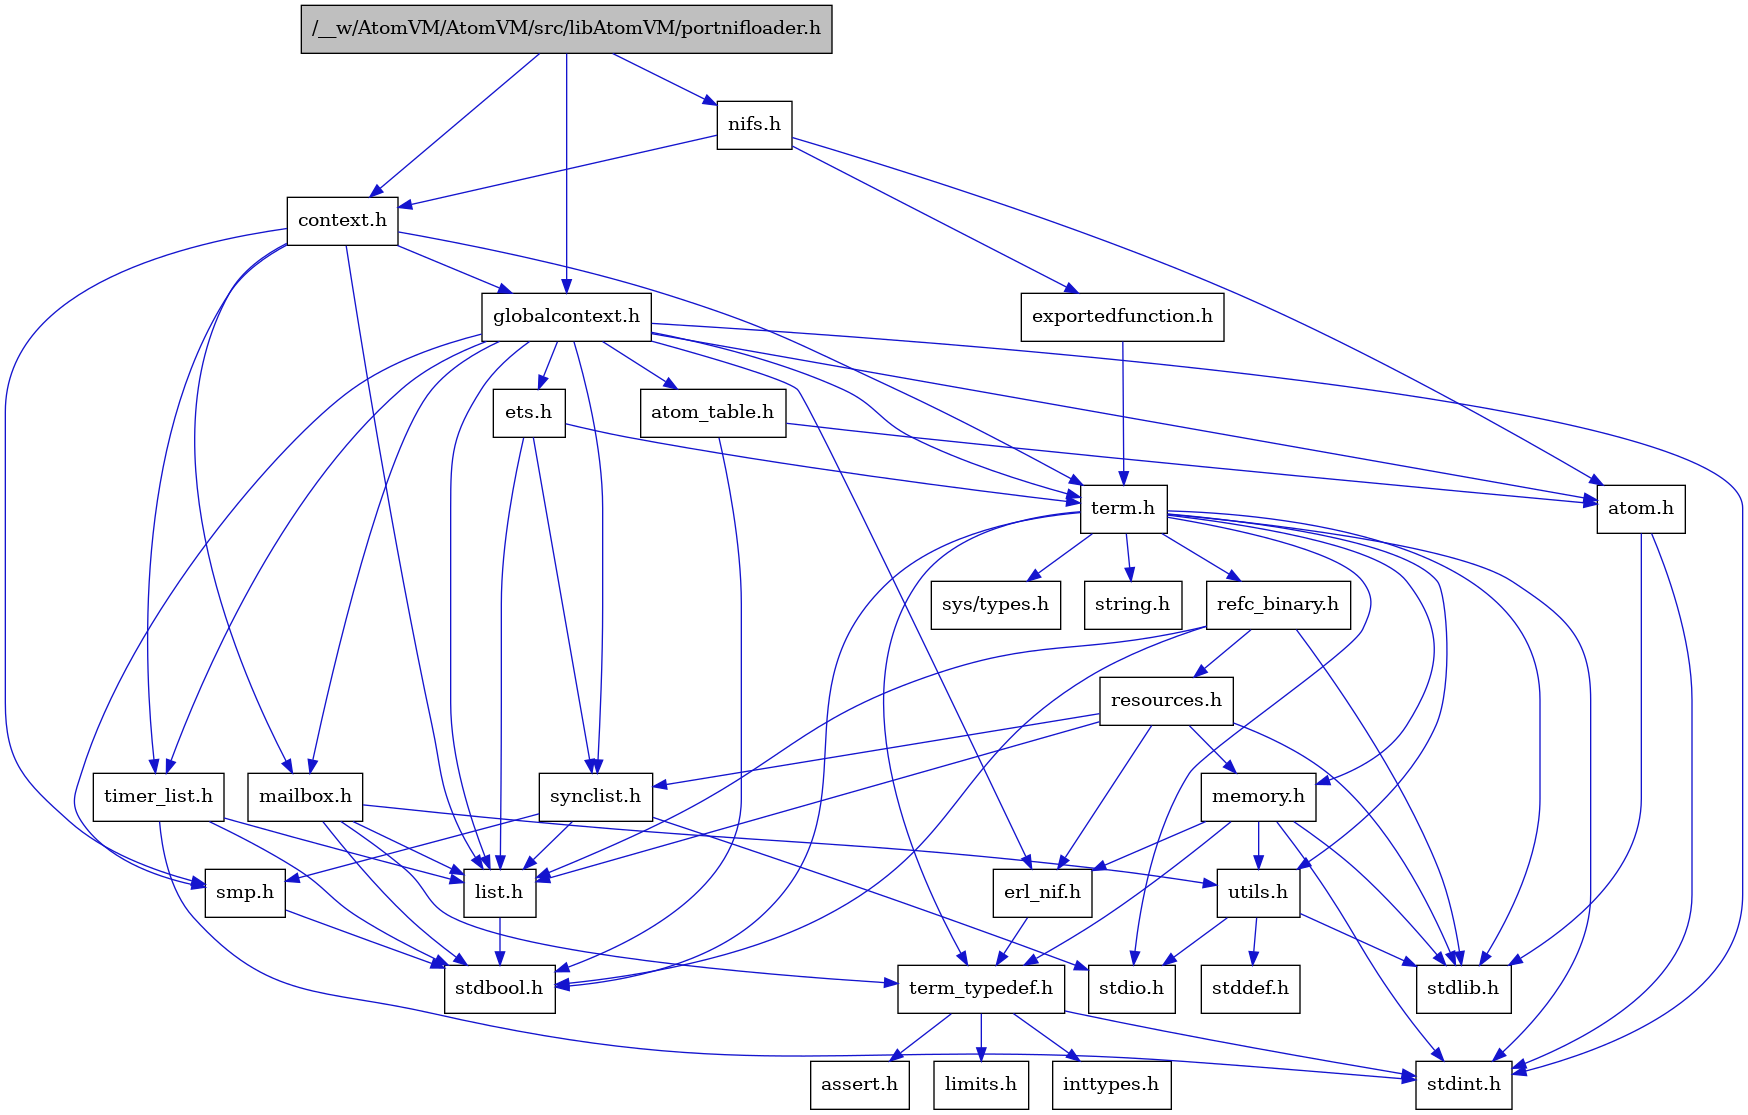 /__w/AtomVM/AtomVM/src/libAtomVM/portnifloader.h
nifs.h
context.h
globalcontext.h
exportedfunction.h
ets.h
atom_table.h
term.h
atom.h
sys/types.h
string.h
refc_binary.h
resources.h
timer_list.h
mailbox.h
synclist.h
memory.h
smp.h
list.h
erl_nif.h
utils.h
stdbool.h
term_typedef.h
stdio.h
stddef.h
stdlib.h
assert.h
limits.h
inttypes.h
stdint.h